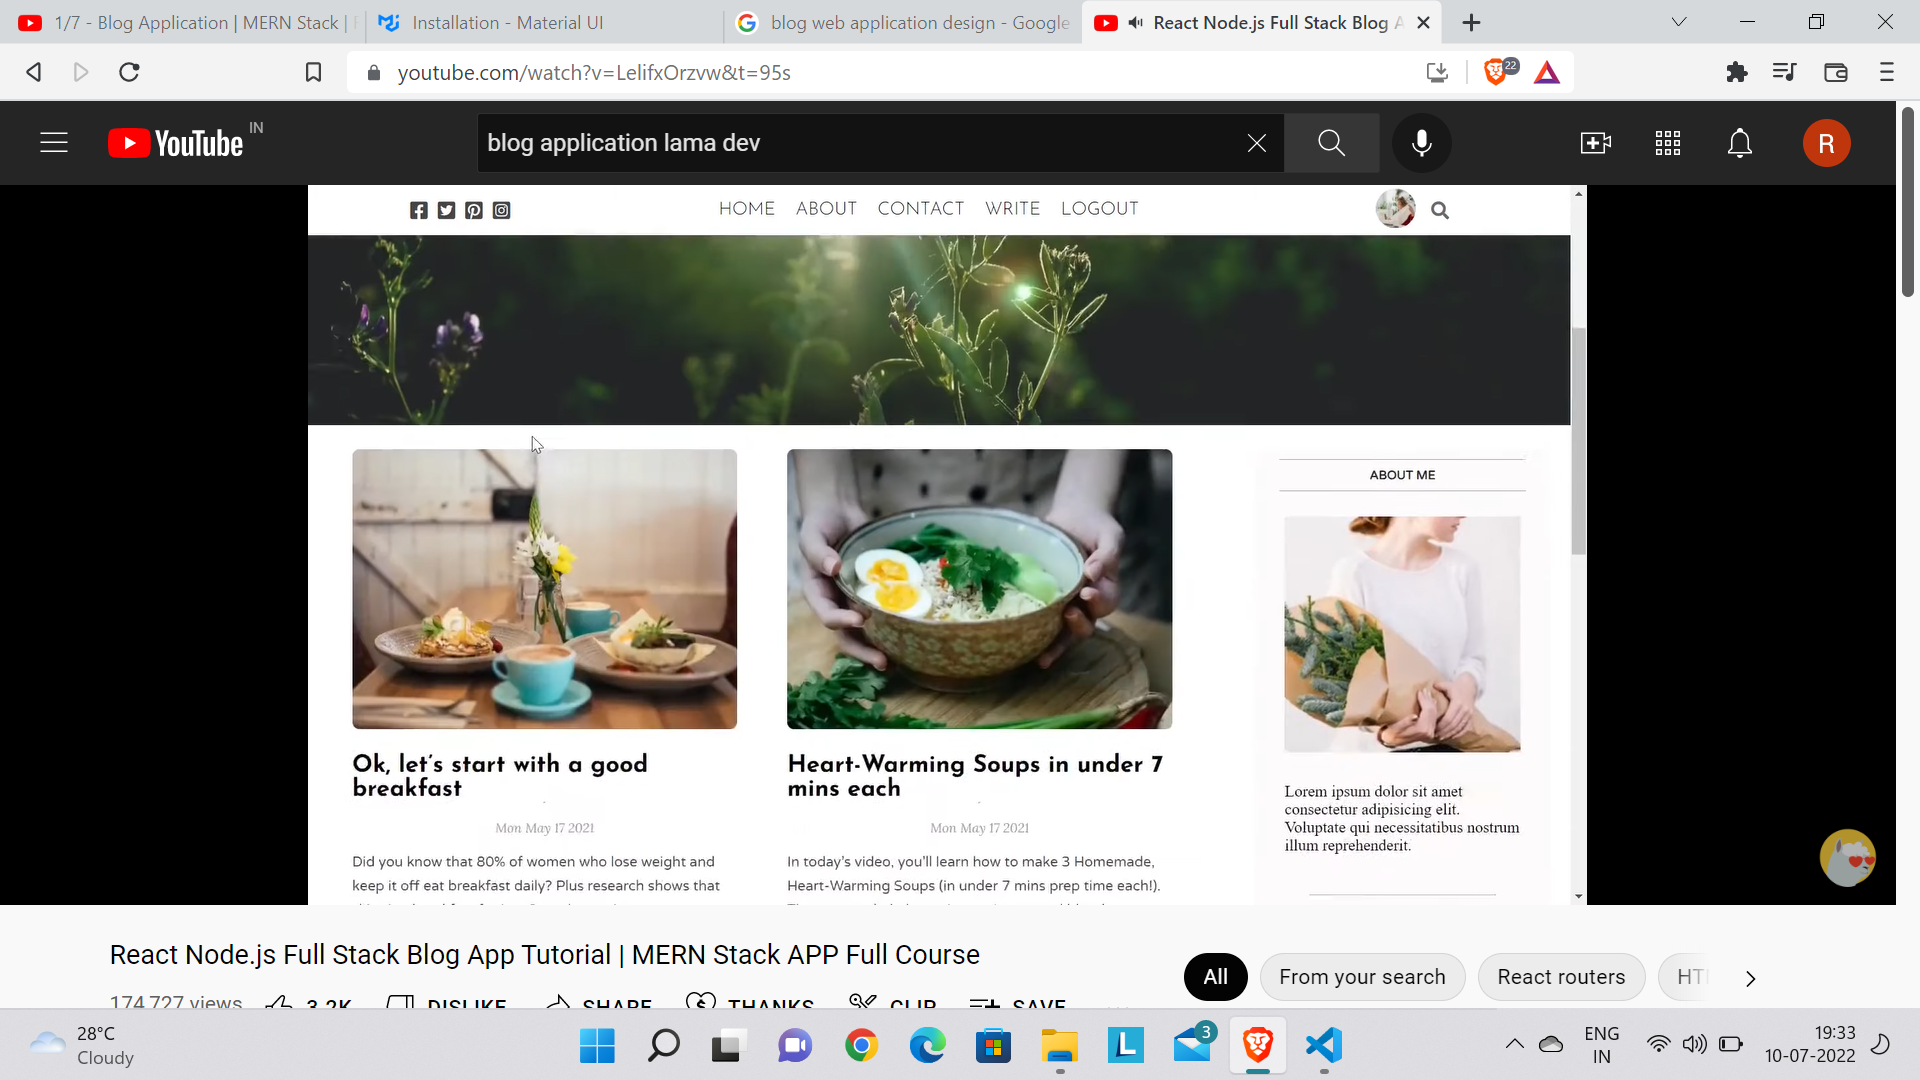 1/7 - Blog Application | MERN Stack |
Installation - Material UI
blog web application design - Google
React Node.js Full Stack Blog A
youtube.com/watch?v=LelifxOrzvw&t=95s
22
YouTube IN
blog application lama dev
R
HOME ABOUT CONTACT WRITE LOGOUT
ABOUT ME
Ok, let's start with a good
breakfast
Mon May 17 2021
Did you know that 80% of women who lose weight and
keep it off eat breakfast daily? Plus research shows that
Heart-Warming Soups in under 7
mins each
Mon May 17 2021
In today's video, you'll learn how to make 3 Homemade,
Heart-Warming Soups (in under 7 mins prep time each!).
Lorem ipsum dolor sit amet
consectetur adipisicing elit.
Voluptate qui necessitatibus nostrum
illum reprehenderit.
React Node.js Full Stack Blog App Tutorial | MERN Stack APP Full Course
All From your search React routers HT
174,727 views 3.2K DISLIKE SHARE THANKS CLIP SAVE
28°C
Cloudy
3
ENG
IN
19:33
10-07-2022